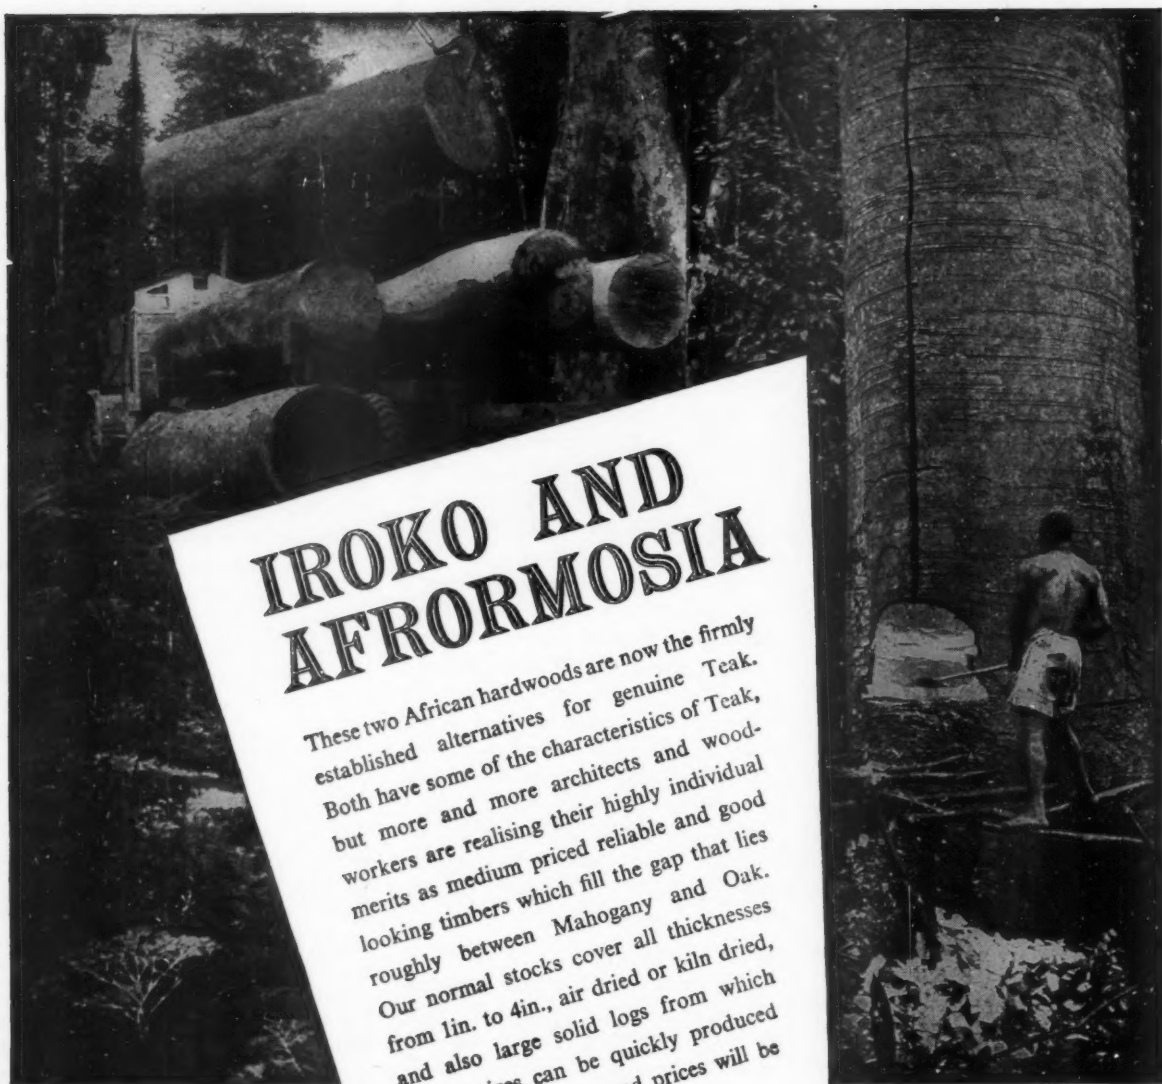 IROKO AND
AFRORMOSIA
These two African hardwoods are now the firmly
established alternatives for genuine Teak.
Both have some of the characteristics of Teak,
but more and more architects and wood-
workers are realising their highly individual
merits as medium priced reliable and good
looking timbers which fill the gap that lies
roughly between Mahogany and Oak.
Our normal stocks cover all thicknesses
from 1in. to 4in., air dried or kiln dried,
and also large solid logs from which
can be quickly produced
prices will be